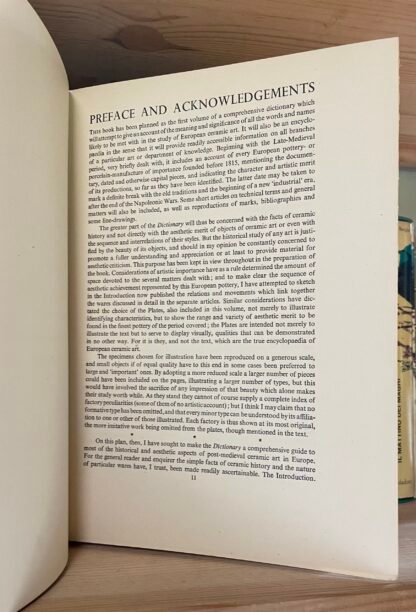 PREFACE AND ACKNOWLEDGEMENTS
THIS book has been planned as the first volume of a comprehensive dictionary which
will attempt to give an account of the meaning and significance of all the words and names
likely to be met with in the study of European ceramic art. It will also be an encyclo-
pædia in the sense that it will provide readily accessible information on all branches
of a particular art or department of knowledge. Beginning with the Late-Medieval
period, very briefly dealt with, it includes an account of every European pottery- or
porcelain-manufacture of importance founded before 1815, mentioning the documen-
tary, dated and otherwise capital pieces, and indicating the character and artistic merit
of its productions, so far as they have been identified. The latter date may be taken to
mark a definite break with the old traditions and the beginning of a new 'industrial' era,
after the end of the Napoleonic Wars. Some short articles on technical terms and general
matters will also be included, as well as reproductions of marks, bibliographies and
some line-drawings.
The greater part of the Dictionary will thus be concerned with the facts of ceramic
history and not directly with the aesthetic merit of objects of ceramic art or even with
the sequence and interrelations of their styles. But the historical study of any art is justi-
fied by the beauty of its objects, and should in my opinion be constantly concerned to
promote a fuller understanding and appreciation or at least to provide material for
aesthetic criticism. This purpose has been kept in view throughout in the preparation of
the book. Considerations of artistic importance have as a rule determined the amount of
space devoted to the several matters dealt with; and to make clear the sequence of
aesthetic achievement represented by this European pottery, I have attempted to sketch
in the Introduction now published the relations and movements which link together
the wares discussed in detail in the separate articles. Similar considerations have dic-
tated the choice of the Plates, also included in this volume, not merely to illustrate
identifying characters, but to show the range and variety of aesthetic merit to be
found in the finest pottery of the period covered; the Plates are intended not merely to
illustrate the text but to serve to display visually, qualities that can be demonstrated
in no other way. For it is they, and not the text, which are the true encyclopaedia of
European ceramic art.
The specimens chosen for illustration have been reproduced on a generous scale,
and small objects if of equal quality have to this end in some cases been preferred to
large and 'important' ones. By adopting a more reduced scale a larger number of pieces
could have been included on the pages, illustrating a larger number of types, but this
would have involved the sacrifice of any impression of that beauty which alone makes
their study worth while. As they stand they cannot of course supply a complete index of
factory peculiarities (some of them of no artistic account); but I think I may claim that no
formative type has been omitted, and that every minor type can be understood by its affilia-
tion to one or other of those illustrated. Each factory is thus shown at its most original,
the more imitative work being omitted from the plates, though mentioned in the text.
* * *
On this plan, then, I have sought to make the Dictionary a comprehensive guide to
most of the historical and aesthetic aspects of post-medieval ceramic art in Europe.
For the general reader and enquirer the simple facts of ceramic history and the nature
of particular wares have, I trust, been made readily ascertainable. The Introduction.
11